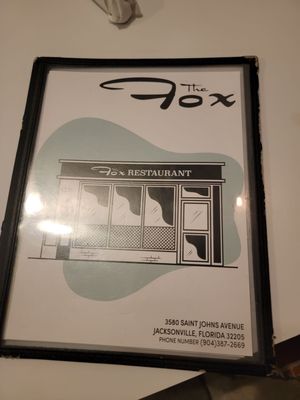 The
Fox
Fox RESTAURANT
3580 SAINT JOHNS AVENUE
JACKSONVILLE, FLORIDA 32205
PHONE NUMBER (904)387-2669